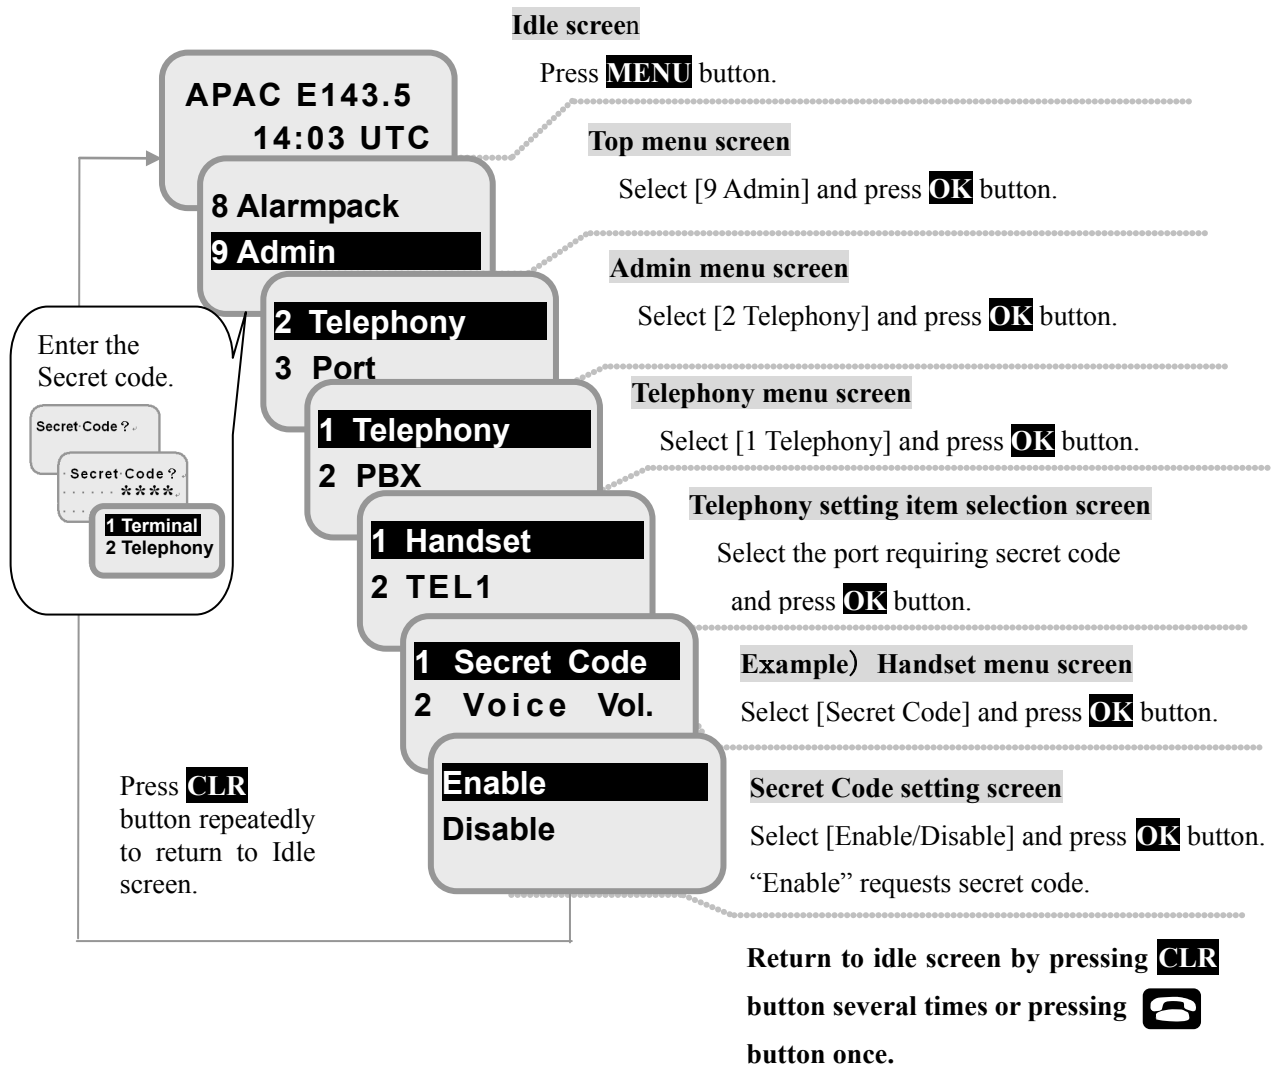 Idle screen
Press MENU button.
APAC E143.5
14:03 UTC
Top menu screen
Select [9 Admin] and press OK button.
8 Alarmpack
9 Admin
Admin menu screen
Select [2 Telephony] and press OK button.
2 Telephony
3 Port
Enter the
Secret code.
Secret Code ?
Secret Code ?
****
1 Terminal
2 Telephony
Telephony menu screen
Select [1 Telephony] and press OK button.
1 Telephony
2 PBX
Telephony setting item selection screen
Select the port requiring secret code
and press OK button.
1 Handset
2 TEL1
Example) Handset menu screen
Select [Secret Code] and press OK button.
1 Secret Code
2 Voice Vol.
Secret Code setting screen
Select [Enable/Disable] and press OK button.
“Enable” requests secret code.
Enable
Disable
Press CLR
button repeatedly
to return to Idle
screen.
Return to idle screen by pressing CLR
button several times or pressing
button once.